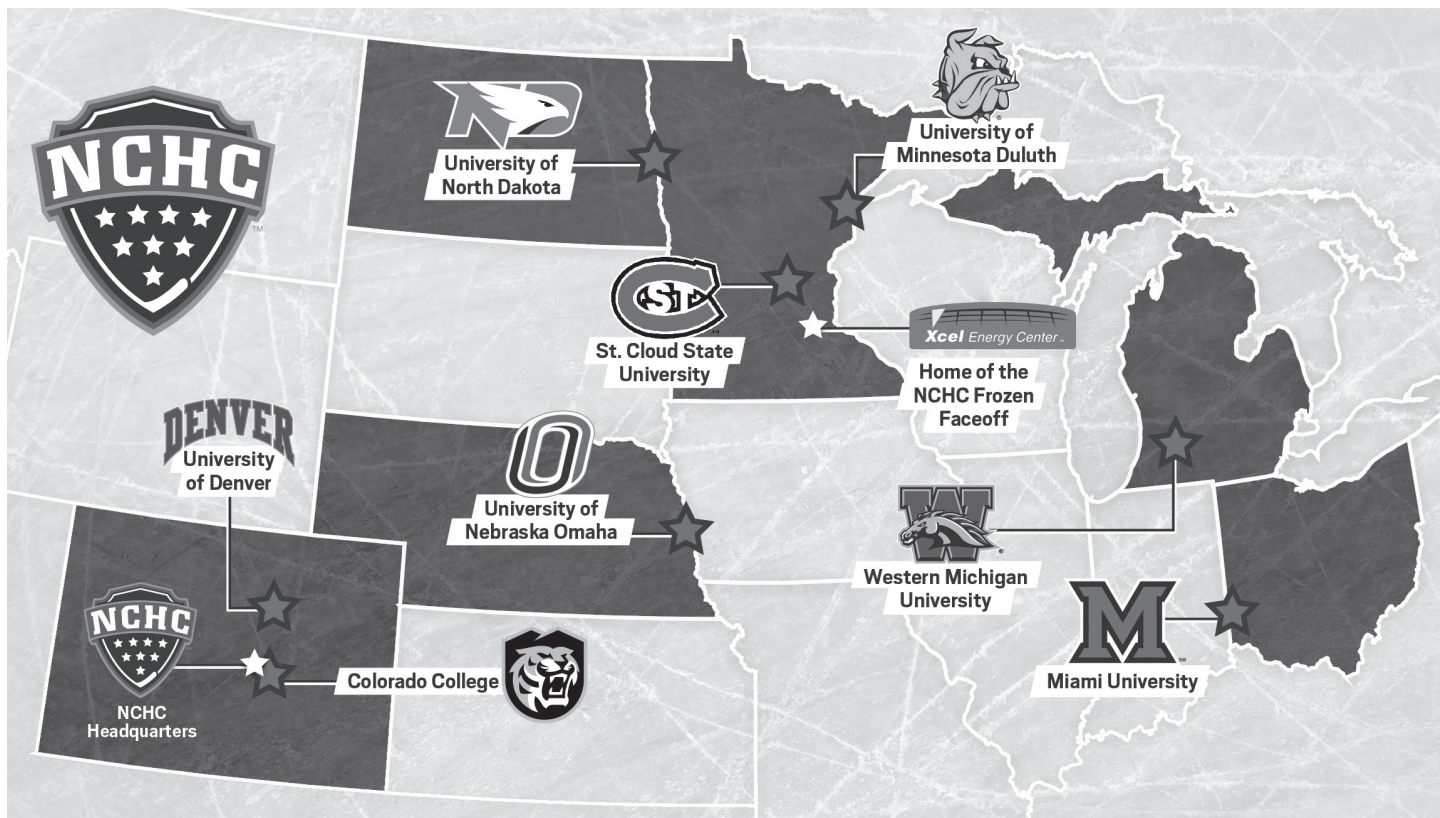 NCHC
TM
University of
North Dakota
University of
Minnesota Duluth
ST
St. Cloud State
University
Xcel Energy Center
Home of the
NCHC Frozen
Faceoff
DENVER
University
of Denver
O
University of
Nebraska Omaha
W
Western Michigan
University
M
Miami University
NCHC
NCHC
Headquarters
Colorado College